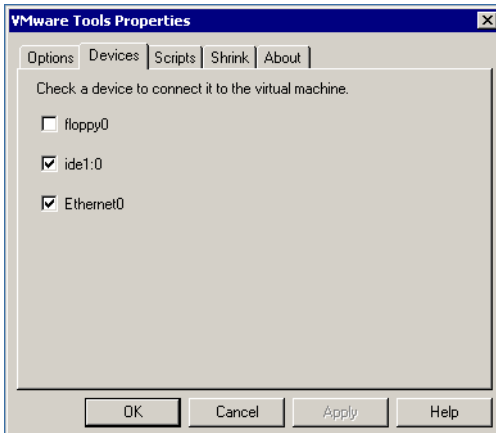 VMware Tools Properties
Options Devices Scripts Shrink About
Check a device to connect it to the virtual machine.
floppy0
ide1:0
Ethernet0
OK Cancel Apply Help